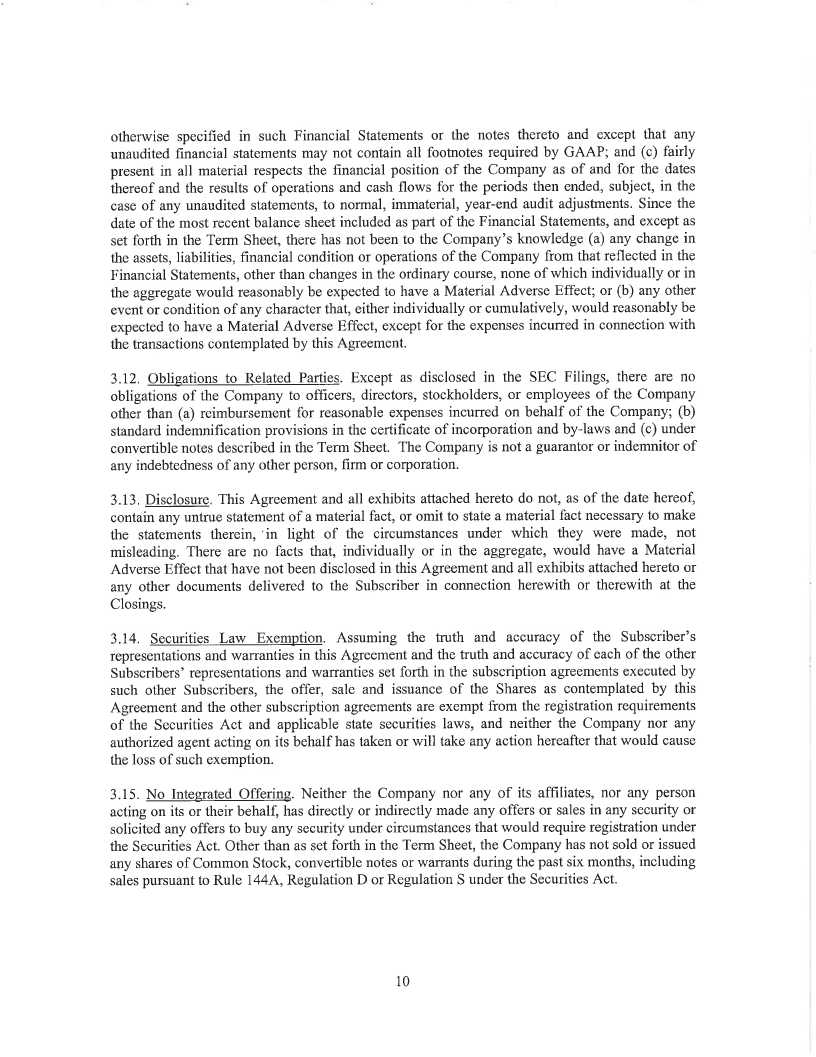 otherwise specified in such Financial Statements or the notes thereto and except that any
unaudited financial statements may not contain all footnotes required by GAAP; and (c) fairly
present in all material respects the financial position of the Company as of and for the dates
thereof and the results of operations and cash flows for the periods then ended, subject, in the
case of any unaudited statements, to normal, immaterial, year-end audit adjustments. Since the
date of the most recent balance sheet included as part of the Financial Statements, and except as
set forth in the Term Sheet, there has not been to the Company's knowledge (a) any change in
the assets, liabilities, financial condition or operations of the Company from that reflected in the
Financial Statements, other than changes in the ordinary course, none of which individually or in
the aggregate would reasonably be expected to have a Material Adverse Effect; or (b) any other
event or condition of any character that, either individually or cumulatively, would reasonably be
expected to have a Material Adverse Effect, except for the expenses incurred in connection with
the transactions contemplated by this Agreement.
3.12. Obligations to Related Parties. Except as disclosed in the SEC Filings, there are no
obligations of the Company to officers, directors, stockholders, or employees of the Company
other than (a) reimbursement for reasonable expenses incurred on behalf of the Company; (b)
standard indemnification provisions in the certificate of incorporation and by-laws and (c) under
convertible notes described in the Term Sheet. The Company is not a guarantor or indemnitor of
any indebtedness of any other person, firm or corporation.
3.13. Disclosure. This Agreement and all exhibits attached hereto do not, as of the date hereof,
contain any untrue statement of a material fact, or omit to state a material fact necessary to make
the statements therein, in light of the circumstances under which they were made, not
misleading. There are no facts that, individually or in the aggregate, would have a Material
Adverse Effect that have not been disclosed in this Agreement and all exhibits attached hereto or
any other documents delivered to the Subscriber in connection herewith or therewith at the
Closings.
3.14. Securities Law Exemption. Assuming the truth and accuracy of the Subscriber's
representations and warranties in this Agreement and the truth and accuracy of each of the other
Subscribers' representations and warranties set forth in the subscription agreements executed by
such other Subscribers, the offer, sale and issuance of the Shares as contemplated by this
Agreement and the other subscription agreements are exempt from the registration requirements
of the Securities Act and applicable state securities laws, and neither the Company nor any
authorized agent acting on its behalf has taken or will take any action hereafter that would cause
the loss of such exemption.
3.15. No Integrated Offering. Neither the Company nor any of its affiliates, nor any person
acting on its or their behalf, has directly or indirectly made any offers or sales in any security or
solicited any offers to buy any security under circumstances that would require registration under
the Securities Act. Other than as set forth in the Term Sheet, the Company has not sold or issued
any shares of Common Stock, convertible notes or warrants during the past six months, including
sales pursuant to Rule 144A, Regulation D or Regulation S under the Securities Act.
10